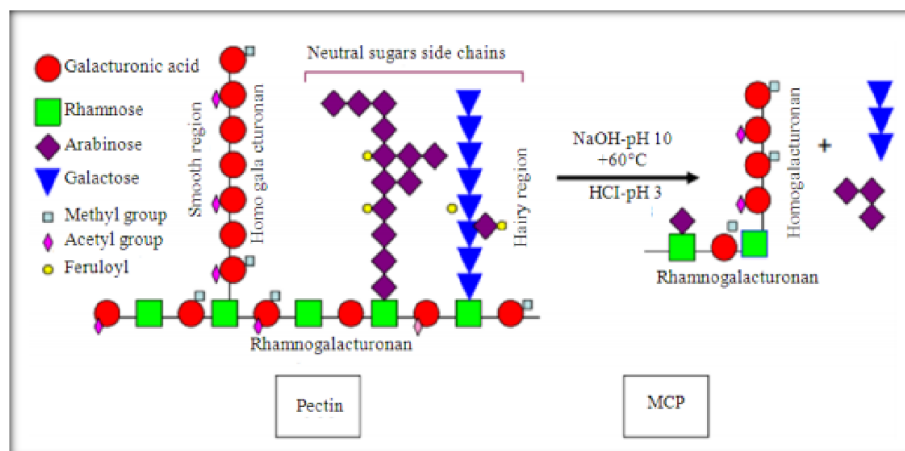 Neutral sugars side chains
Galacturonic acid
Rhamnose
Arabinose
Galactose
Methyl group
Acetyl group
Feruloyl
Smooth region
Homo gala cturonan
Hairy region
Rhamnogalacturonan
Pectin
NaOH-pH 10
+60°C
HCI-pH 3
Homogalacturonan
+
Rhamnogalacturonan
MCP